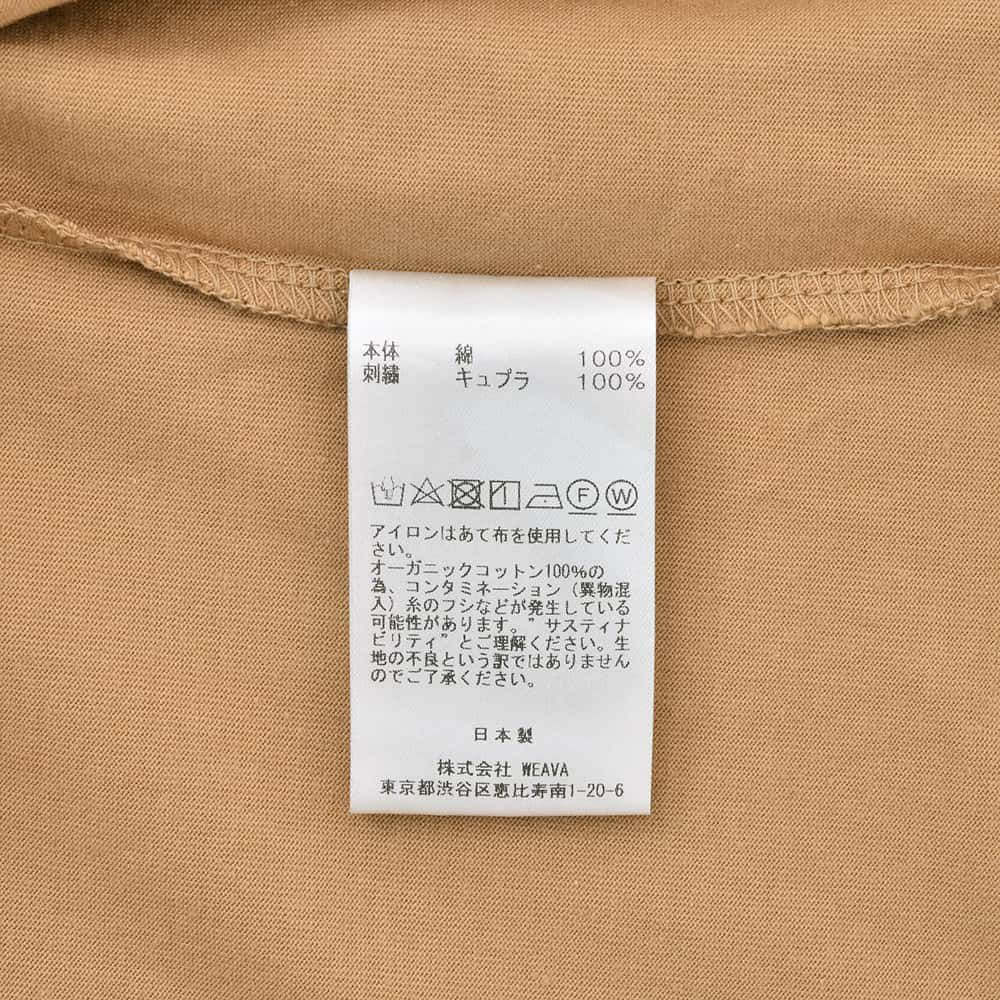 本体 綿 100%
刺繍 キュプラ 100%
F W
アイロンはあて布を使用してくだ
さい。
オーガニックコットン100%の
為、コンタミネーション（異物混
入）糸のフシなどが発生している
可能性があります。”サスティナ
ビリティ”とご理解ください。生
地の不良という訳ではありません
のでご了承ください。
日本製
株式会社 WEAVA
東京都渋谷区恵比寿南1-20-6